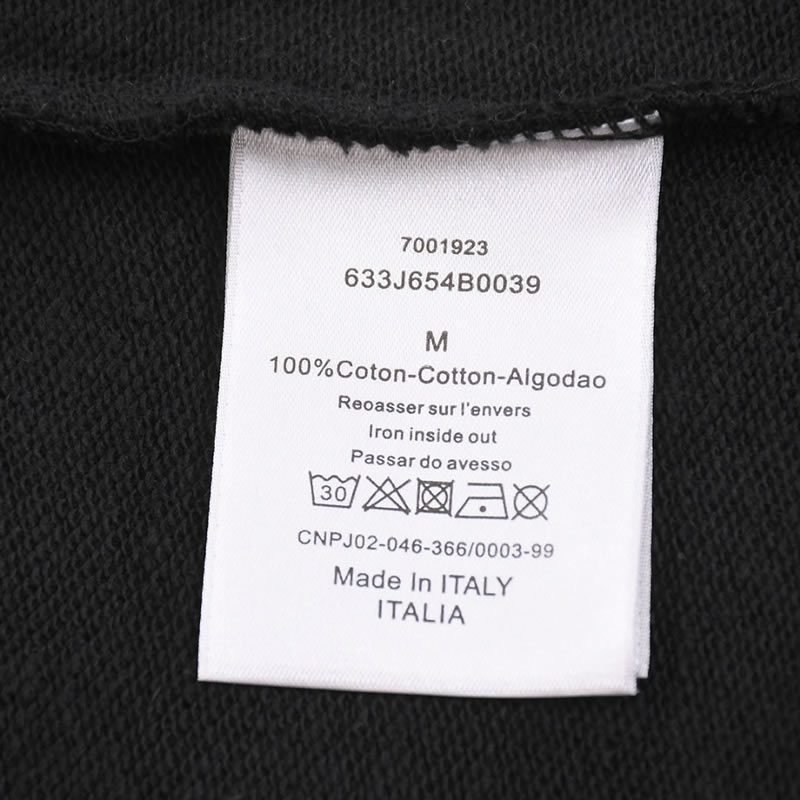 7001923
633J654B0039
M
100%Coton-Cotton-Algodao
Reoasser sur l'envers
Iron inside out
Passar do avesso
30
CNPJ02-046-366/0003-99
Made In ITALY
ITALIA